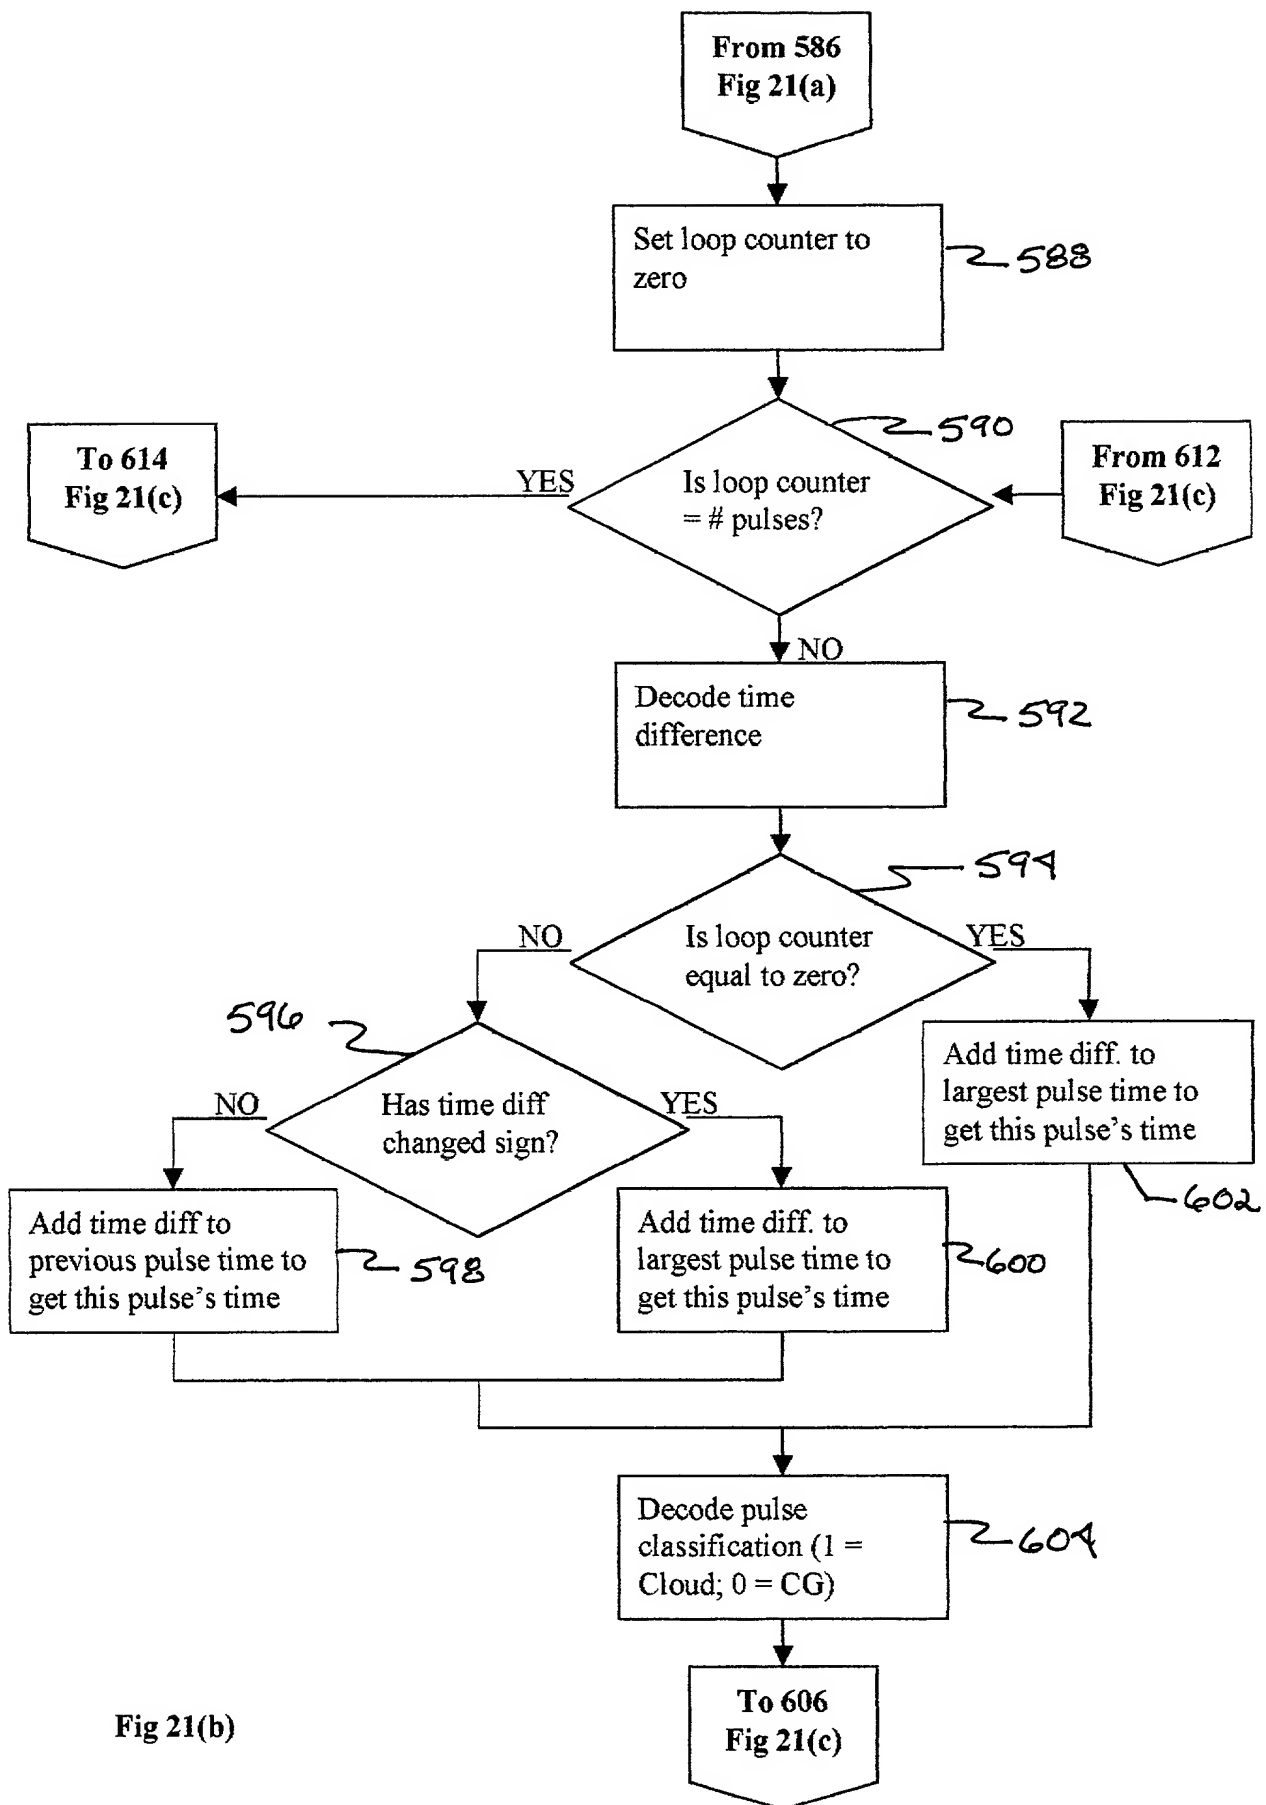 From 586
Fig 21(a)
Set loop counter to
zero
588
590
To 614
Fig 21(c)
YES
Is loop counter
= # pulses?
From 612
Fig 21(c)
NO
Decode time
difference
592
594
NO
Is loop counter
equal to zero?
YES
596
Add time diff. to
largest pulse time to
get this pulse's time
602
NO
Has time diff
changed sign?
YES
Add time diff to
previous pulse time to
get this pulse's time
598
Add time diff. to
largest pulse time to
get this pulse's time
600
Decode pulse
classification (1 =
Cloud; 0 = CG)
604
To 606
Fig 21(c)
Fig 21(b)